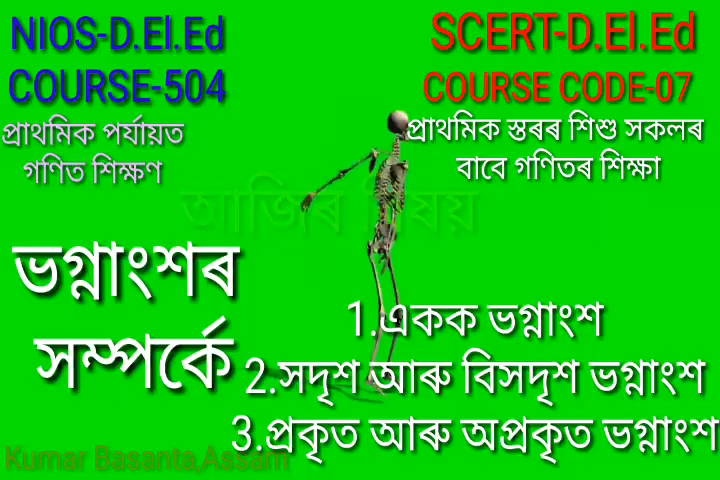 NIOS-D.El.Ed
COURSE-504
প্ৰাথমিক পৰ্যায়ত
গণিত শিক্ষণ
SCERT-D.El.Ed
COURSE CODE-07
প্ৰাথমিক স্তৰৰ শিশু সকলৰ
বাবে গণিতৰ শিক্ষা
আজিৰ বিষয়
ভগ্নাংশৰ
সম্পৰ্কে
1.একক ভগ্নাংশ
2.সদৃশ আৰু বিসদৃশ ভগ্নাংশ
3.প্ৰকৃত আৰু অপ্ৰকৃত ভগ্নাংশ
Kumar Basanta,Assam